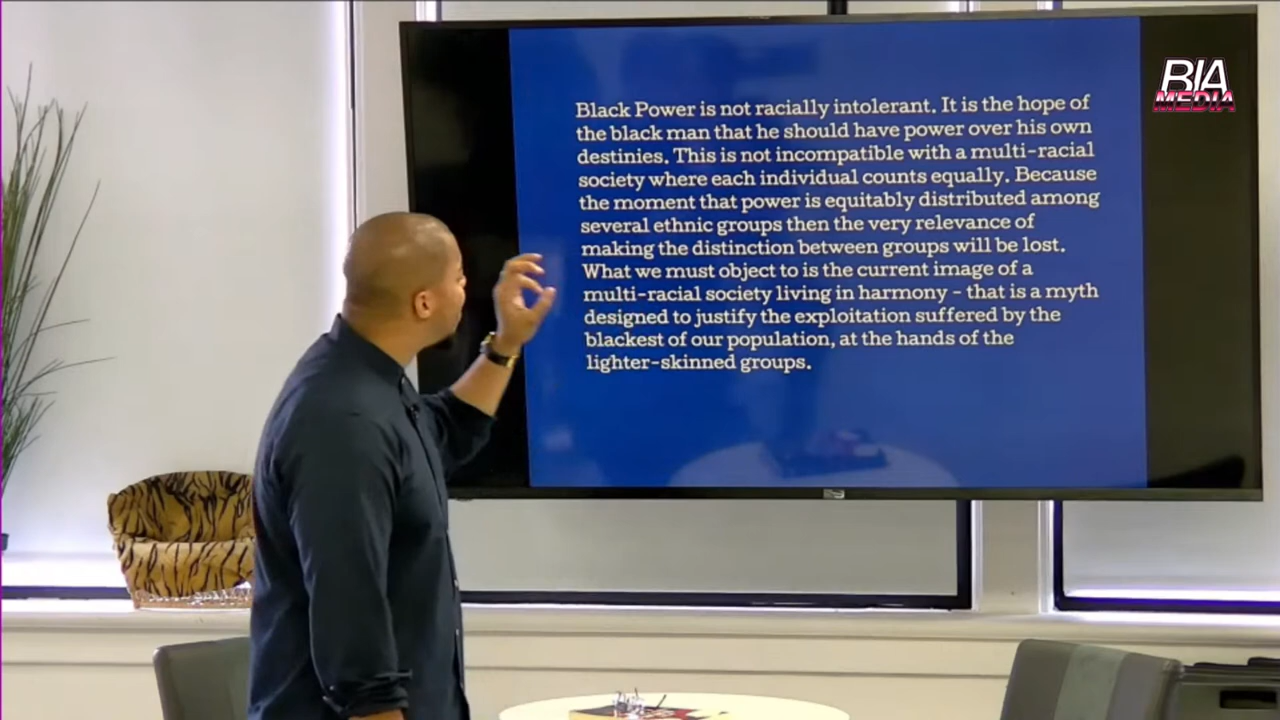 Black Power is not racially intolerant. It is the hope of
the black man that he should have power over his own
destinies. This is not incompatible with a multi-racial
society where each individual counts equally. Because
the moment that power is equitably distributed among
several ethnic groups then the very relevance of
making the distinction between groups will be lost.
What we must object to is the current image of a
multi-racial society living in harmony - that is a myth
designed to justify the exploitation suffered by the
blackest of our population, at the hands of the
lighter-skinned groups.
BIA
MEDIA